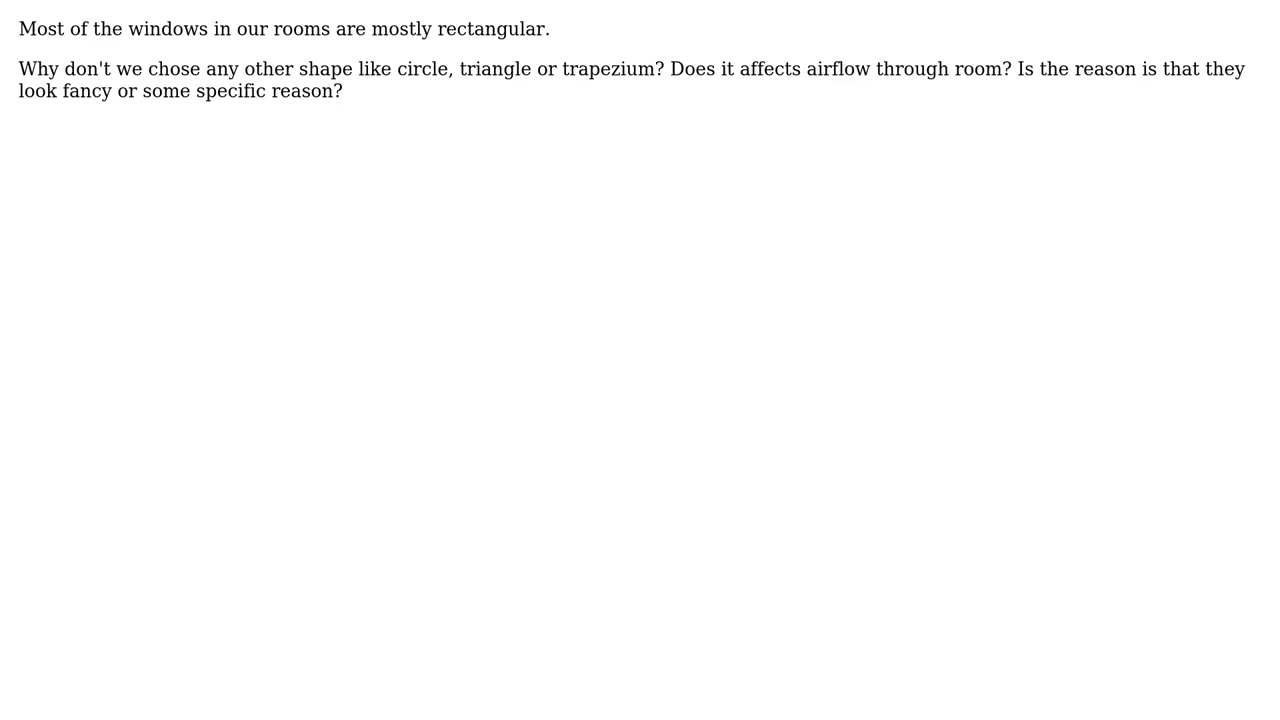 Most of the windows in our rooms are mostly rectangular.
Why don't we chose any other shape like circle, triangle or trapezium? Does it affects airflow through room? Is the reason is that they
look fancy or some specific reason?